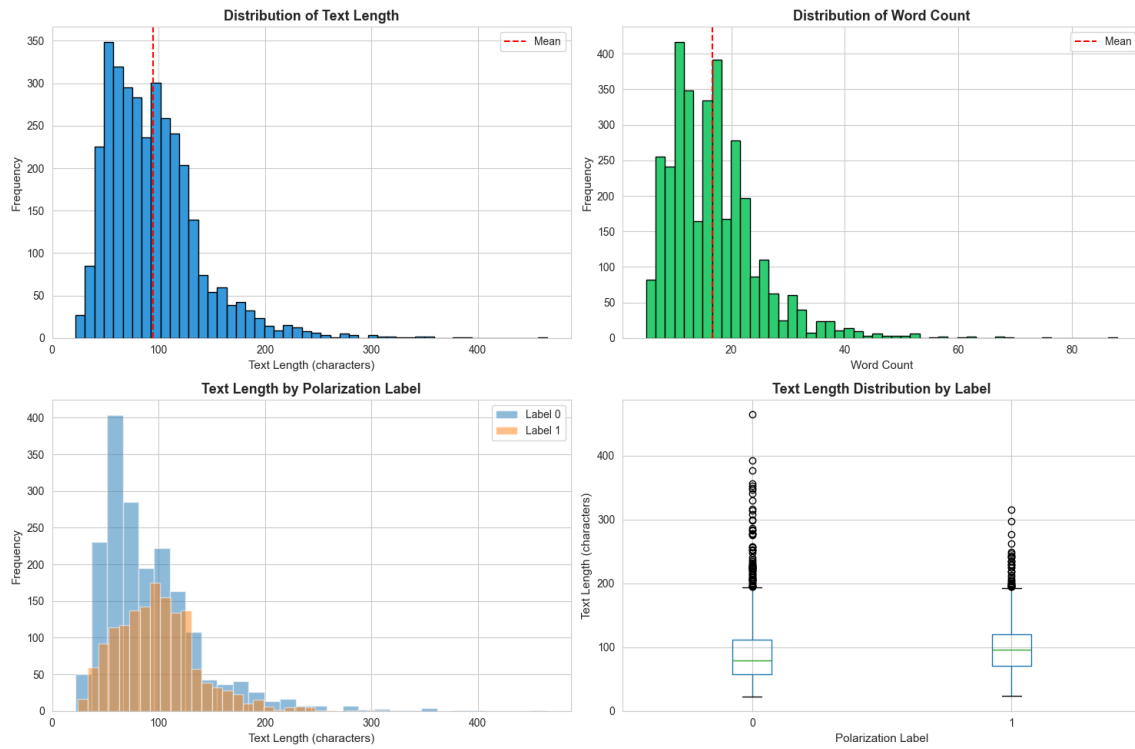 Distribution of Text Length
Mean
Frequency
350
300
250
200
150
100
50
0
0 100 200 300 400
Text Length (characters)
Distribution of Word Count
Mean
Frequency
400
350
300
250
200
150
100
50
0
20 40 60 80
Word Count
Text Length by Polarization Label
Label 0
Label 1
Frequency
400
350
300
250
200
150
100
50
0
0 100 200 300 400
Text Length (characters)
Text Length Distribution by Label
Text Length (characters)
400
300
200
100
0
0 1
Polarization Label